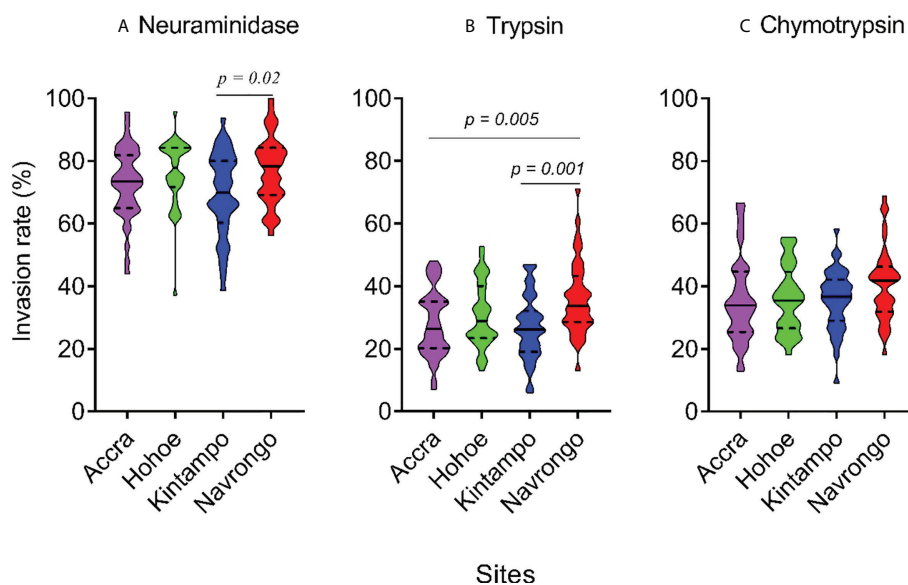 A Neuraminidase
B Trypsin
C Chymotrypsin
p = 0.02
p = 0.005
p = 0.001
Invasion rate (%)
100
80
60
40
20
0
100
80
60
40
20
0
100
80
60
40
20
0
Accra
Hohoe
Kintampo
Navrongo
Accra
Hohoe
Kintampo
Navrongo
Accra
Hohoe
Kintampo
Navrongo
Sites